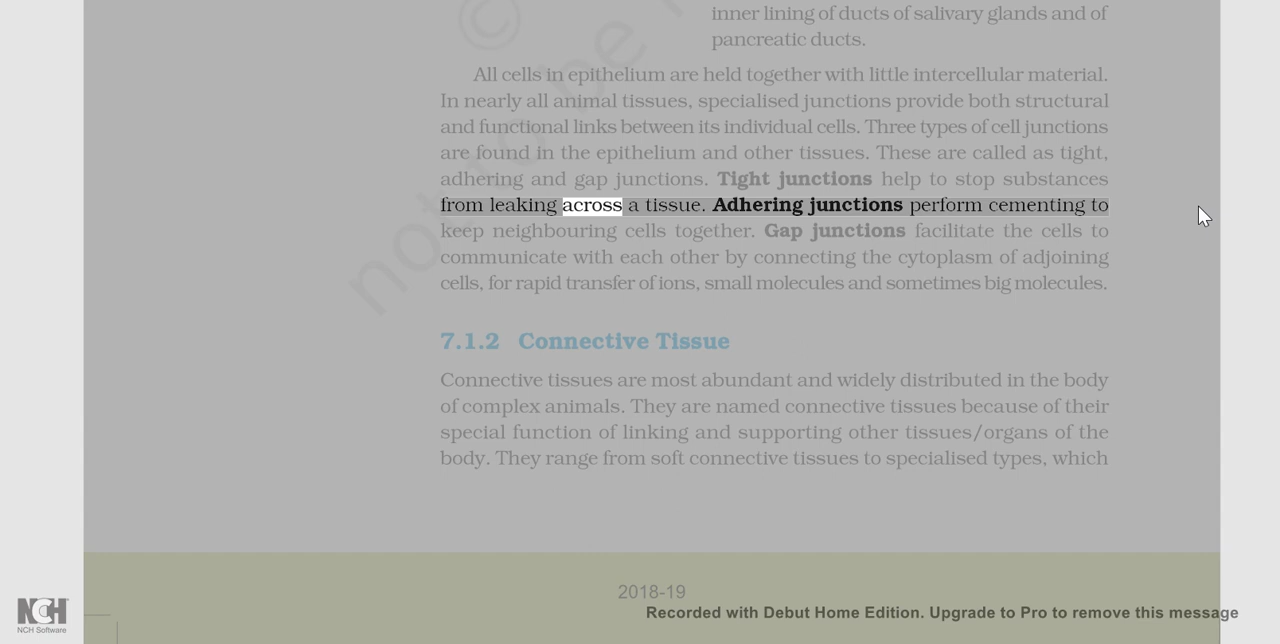 inner lining of ducts of salivary glands and of
pancreatic ducts.
All cells in epithelium are held together with little intercellular material.
In nearly all animal tissues, specialised junctions provide both structural
and functional links between its individual cells. Three types of cell junctions
are found in the epithelium and other tissues. These are called as tight,
adhering and gap junctions. Tight junctions help to stop substances
from leaking across a tissue. Adhering junctions perform cementing to
keep neighbouring cells together. Gap junctions facilitate the cells to
communicate with each other by connecting the cytoplasm of adjoining
cells, for rapid transfer of ions, small molecules and sometimes big molecules.
7.1.2 Connective Tissue
Connective tissues are most abundant and widely distributed in the body
of complex animals. They are named connective tissues because of their
special function of linking and supporting other tissues/organs of the
body. They range from soft connective tissues to specialised types, which
2018-19
Recorded with Debut Home Edition. Upgrade to Pro to remove this message
NCH
NCH Software
©
not to be